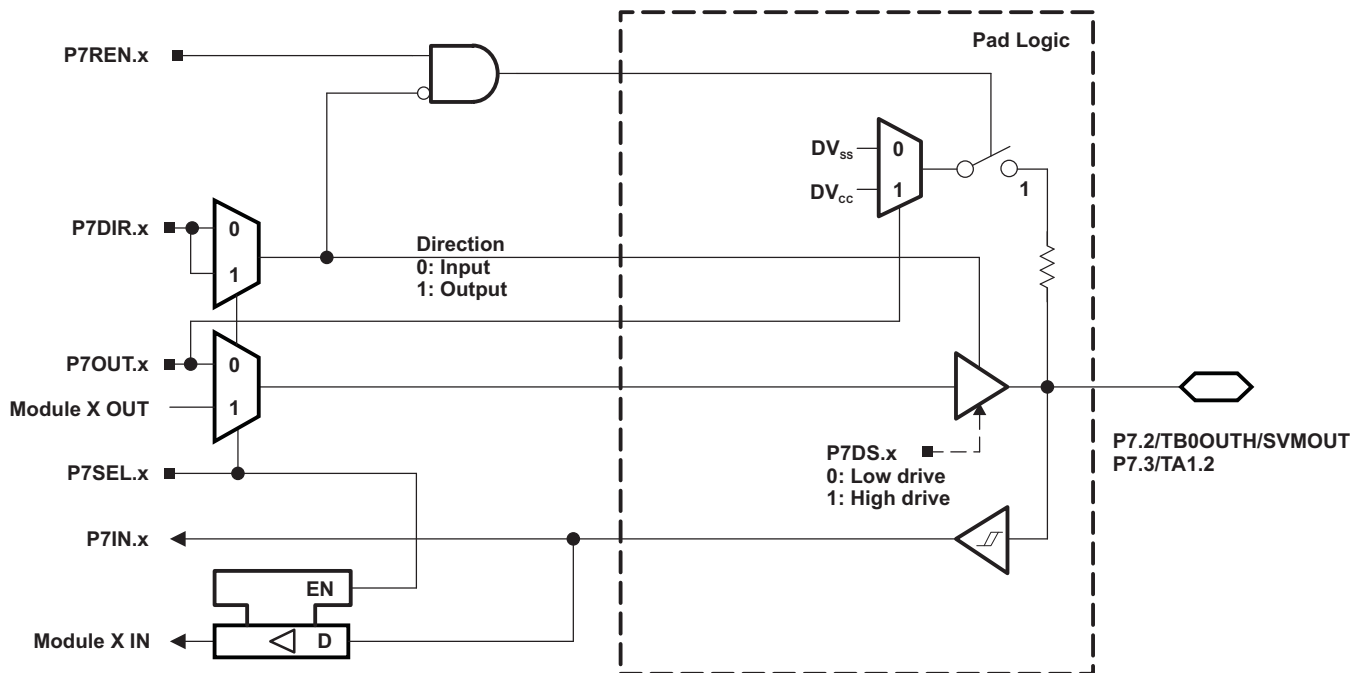 Pad Logic
P7REN.x
DVSS
0
DVCC
1
1
P7DIR.x
0
1
Direction
0: Input
1: Output
P7OUT.x
0
Module X OUT
1
P7SEL.x
P7DS.x
0: Low drive
1: High drive
P7.2/TB0OUTH/SVMOUT
P7.3/TA1.2
P7IN.x
EN
Module X IN
D